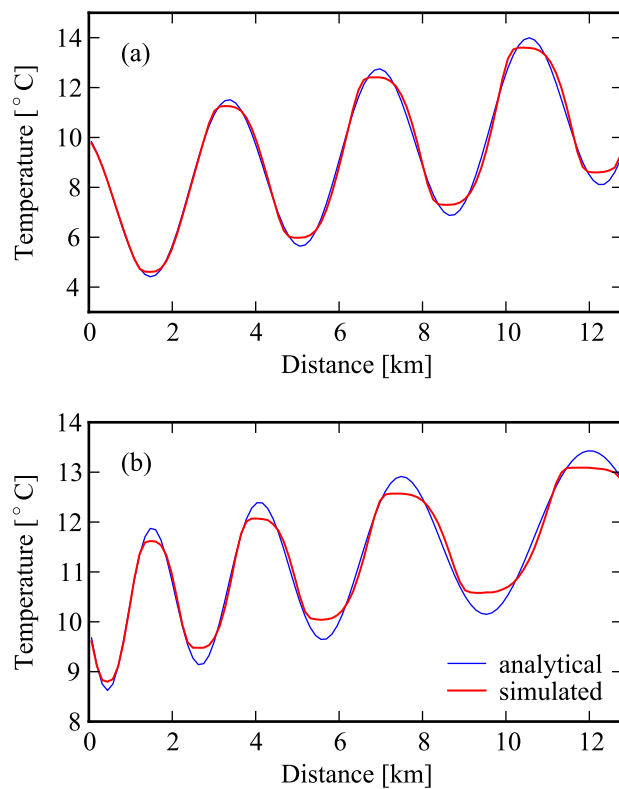 14
12
10
8
6
4
(a)
Temperature [°C]
0 2 4 6 8 10 12
Distance [km]
14
13
12
11
10
9
8
(b)
Temperature [°C]
analytical
simulated
0 2 4 6 8 10 12
Distance [km]